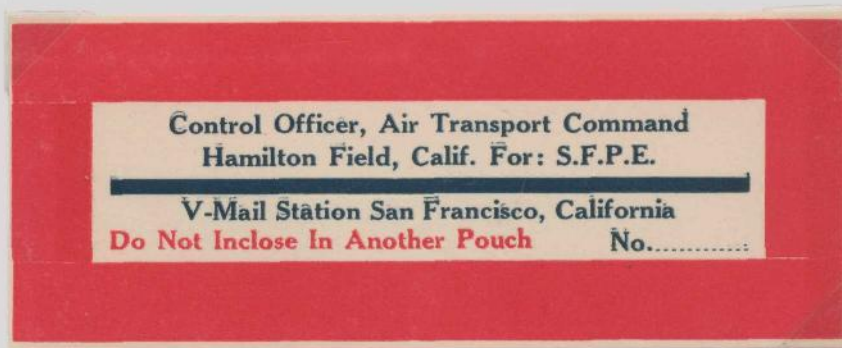 Control Officer, Air Transport Command
Hamilton Field, Calif. For: S.F.P.E.
V-Mail Station San Francisco, California
Do Not Inclose In Another Pouch No............